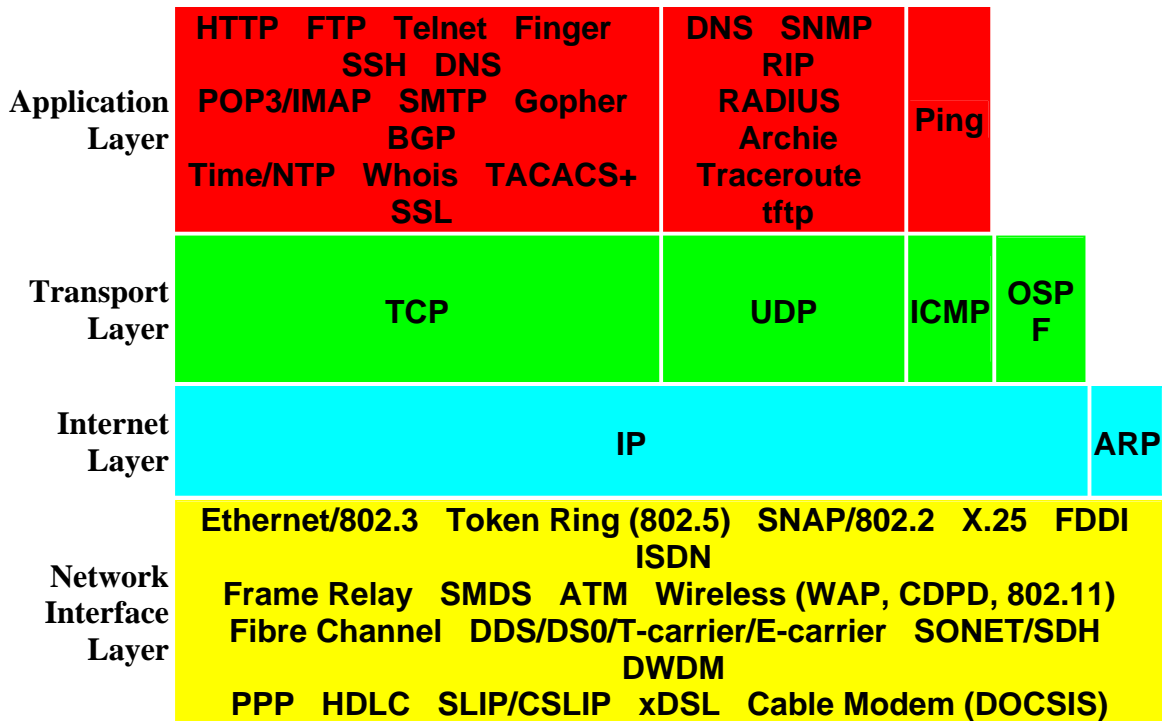 Application
Layer
HTTP FTP Telnet Finger
SSH DNS
POP3/IMAP SMTP Gopher
BGP
Time/NTP Whois TACACS+
SSL
DNS SNMP
RIP
RADIUS
Archie
Traceroute
tftp
Ping
Transport
Layer
TCP
UDP
ICMP
OSP
F
Internet
Layer
IP
ARP
Network
Interface
Layer
Ethernet/802.3 Token Ring (802.5) SNAP/802.2 X.25 FDDI
ISDN
Frame Relay SMDS ATM Wireless (WAP, CDPD, 802.11)
Fibre Channel DDS/DS0/T-carrier/E-carrier SONET/SDH
DWDM
PPP HDLC SLIP/CSLIP xDSL Cable Modem (DOCSIS)